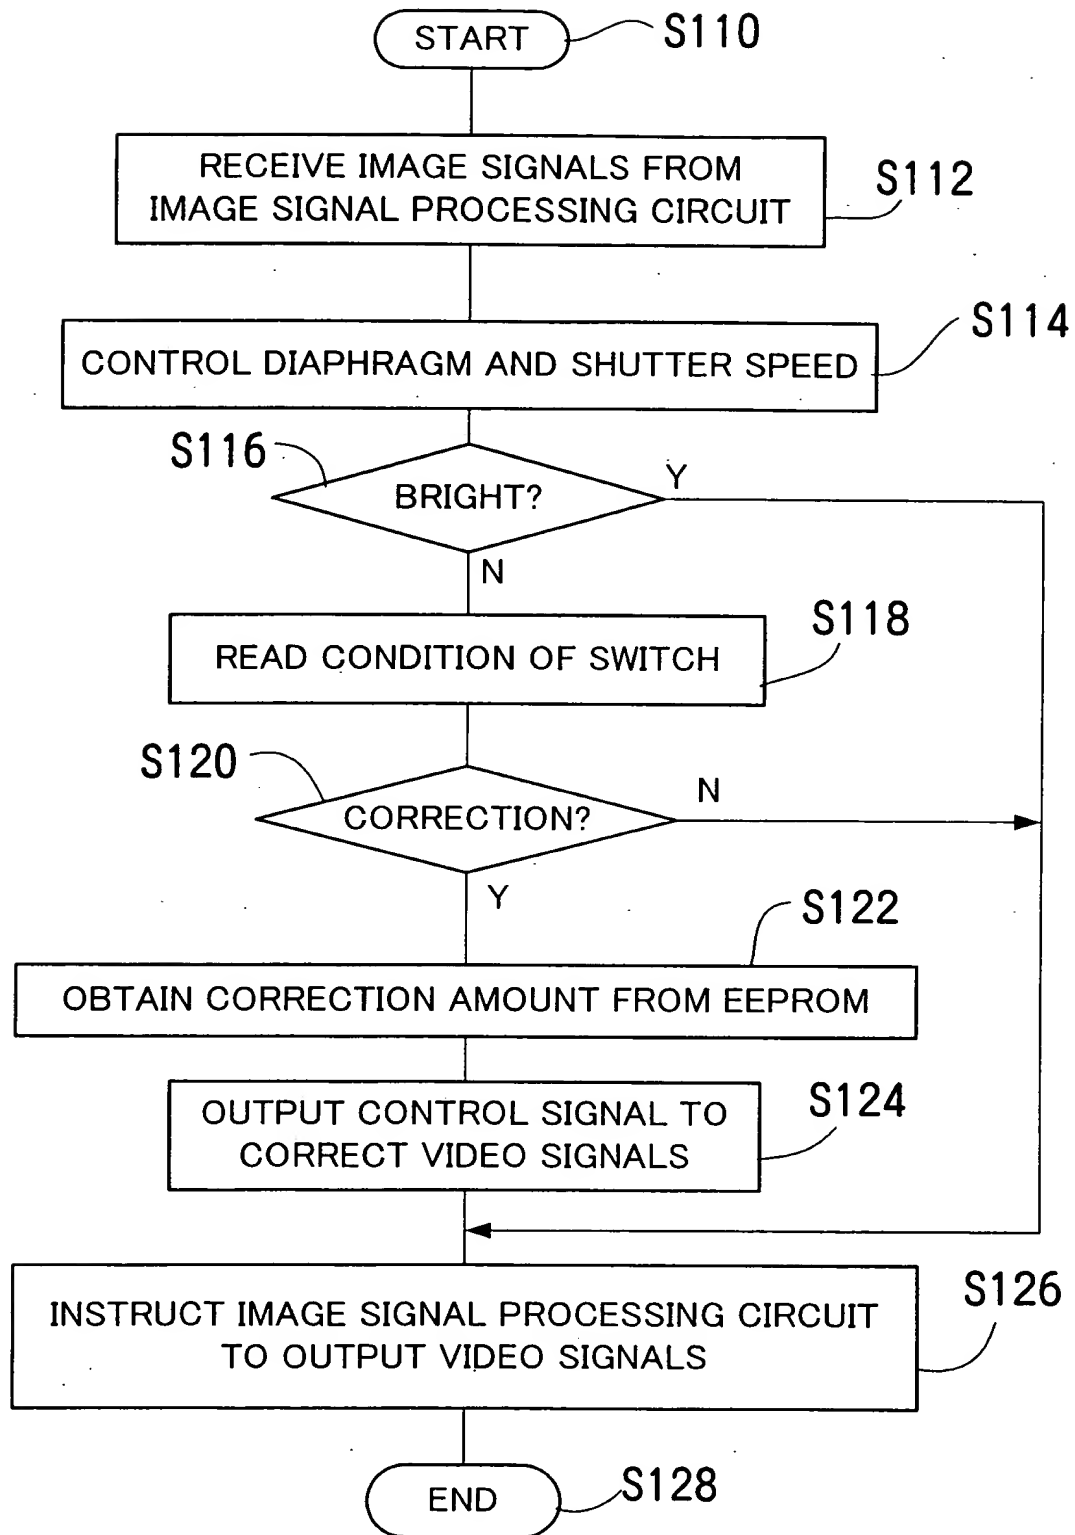 START
S110
RECEIVE IMAGE SIGNALS FROM
IMAGE SIGNAL PROCESSING CIRCUIT
S112
CONTROL DIAPHRAGM AND SHUTTER SPEED
S114
S116
BRIGHT?
Y
N
READ CONDITION OF SWITCH
S118
S120
CORRECTION?
N
Y
S122
OBTAIN CORRECTION AMOUNT FROM EEPROM
OUTPUT CONTROL SIGNAL TO
CORRECT VIDEO SIGNALS
S124
INSTRUCT IMAGE SIGNAL PROCESSING CIRCUIT
TO OUTPUT VIDEO SIGNALS
S126
END
S128